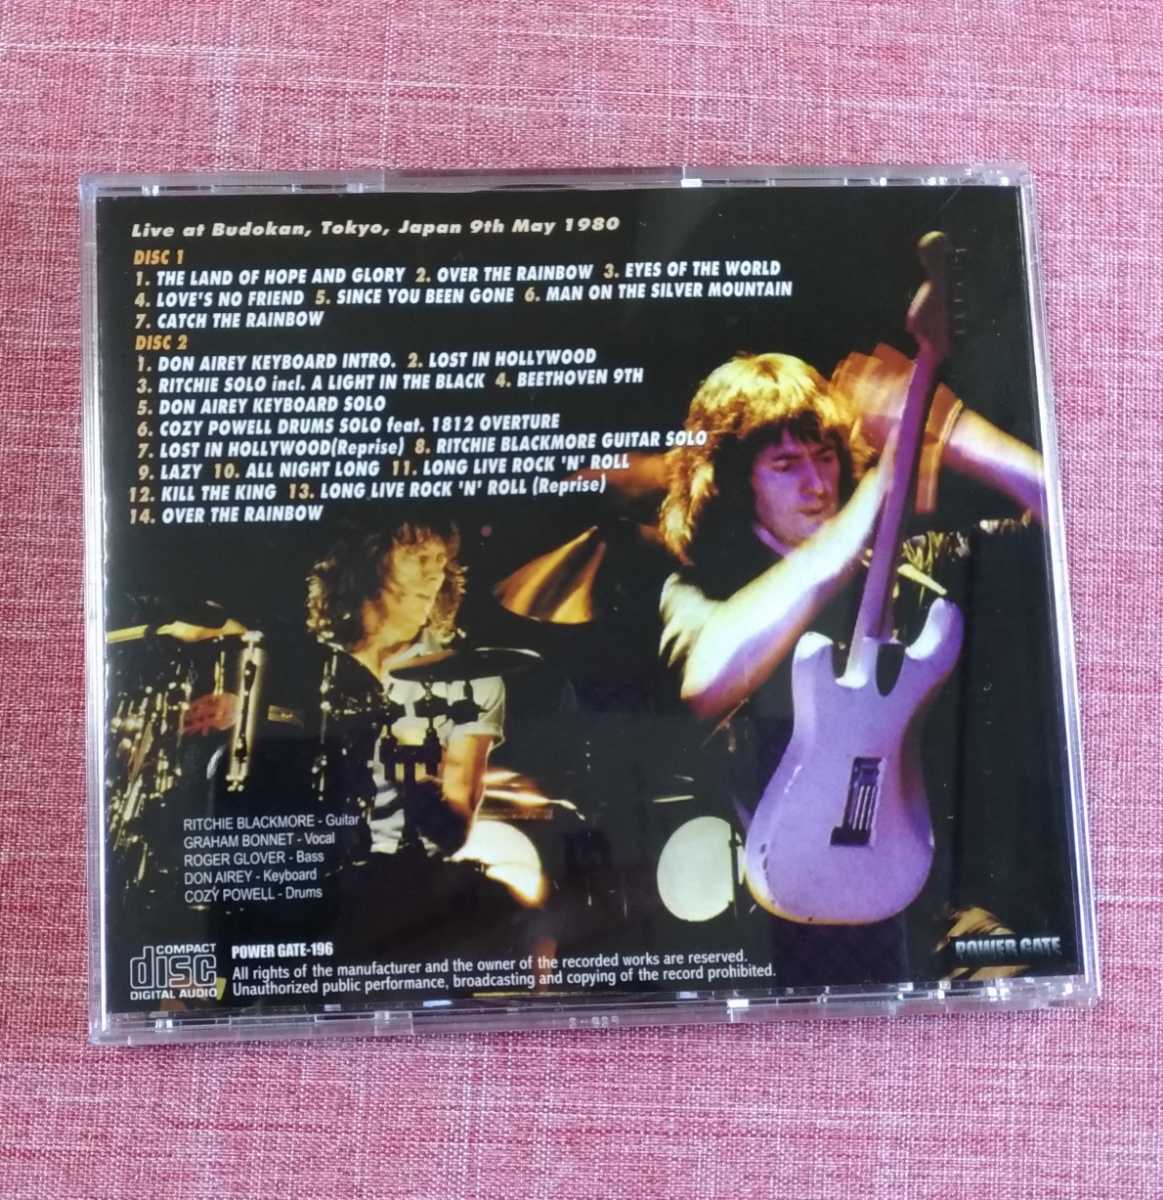 Live at Budokan, Tokyo, Japan 9th May 1980
DISC 1
1. THE LAND OF HOPE AND GLORY 2. OVER THE RAINBOW 3. EYES OF THE WORLD
4. LOVE'S NO FRIEND 5. SINCE YOU BEEN GONE 6. MAN ON THE SILVER MOUNTAIN
7. CATCH THE RAINBOW
DISC 2
1. DON AIREY KEYBOARD INTRO. 2. LOST IN HOLLYWOOD
3. RITCHIE SOLO incl. A LIGHT IN THE BLACK 4. BEETHOVEN 9TH
5. DON AIREY KEYBOARD SOLO
6. COZY POWELL DRUMS SOLO feat. 1812 OVERTURE
7. LOST IN HOLLYWOOD(Reprise) 8. RITCHIE BLACKMORE GUITAR SOLO
9. LAZY 10. ALL NIGHT LONG 11. LONG LIVE ROCK 'N' ROLL
12. KILL THE KING 13. LONG LIVE ROCK 'N' ROLL (Reprise)
14. OVER THE RAINBOW
RITCHIE BLACKMORE - Guitar
GRAHAM BONNET - Vocal
ROGER GLOVER - Bass
DON AIREY - Keyboard
COZY POWELL - Drums
COMPACT
disc
DIGITAL AUDIO
POWER GATE-196
All rights of the manufacturer and the owner of the recorded works are reserved.
Unauthorized public performance, broadcasting and copying of the record prohibited.
POWER GATE